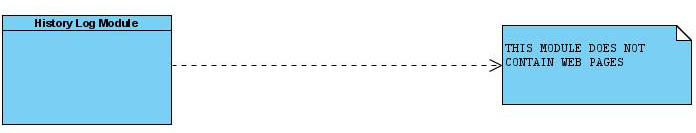 History Log Module
THIS MODULE DOES NOT
CONTAIN WEB PAGES